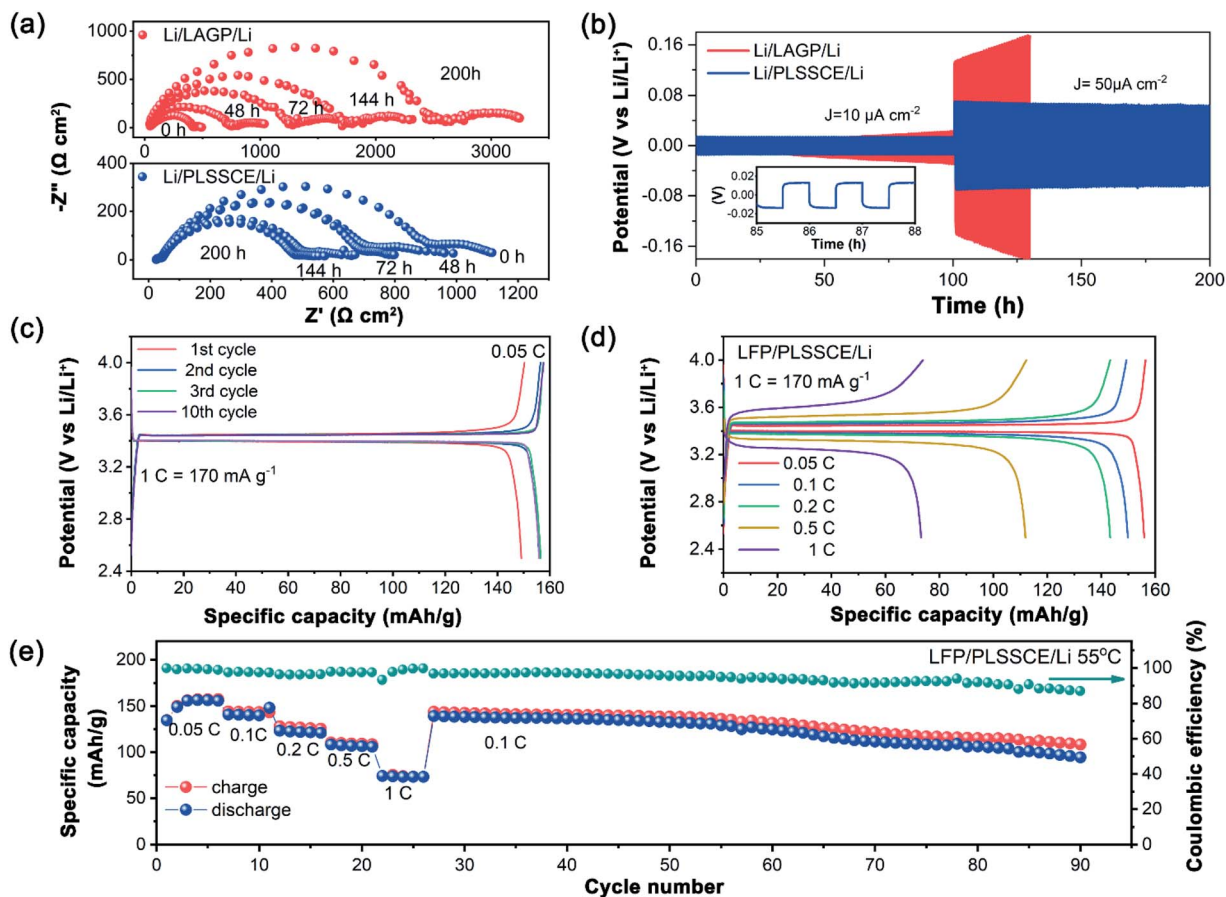 (a)
1000
500
0
Li/LAGP/Li
0 h
48 h
72 h
144 h
200h
0 1000 2000 3000
400
300
200
100
0
Li/PLSSCE/Li
200 h
144 h
72 h
48 h
0 h
0 200 400 600 800 1000 1200
-Z" (Ω cm²)
Z' (Ω cm²)
(b)
0.16
0.08
0.00
-0.08
-0.16
Li/LAGP/Li
Li/PLSSCE/Li
J=10 μA cm⁻²
J= 50μA cm⁻²
0.02
0.00
-0.02
(V)
85 86 87 88
Time (h)
0 50 100 150 200
Potential (V vs Li/Li⁺)
Time (h)
(c)
4.0
3.6
3.2
2.4
1st cycle
2nd cycle
3rd cycle
10th cycle
0.05 C
1 C = 170 mA g⁻¹
0 20 40 60 80 100 120 140 160
Potential (V vs Li/Li⁺)
Specific capacity (mAh/g)
(d)
4.0
3.6
3.2
2.4
LFP/PLSSCE/Li
1 C = 170 mA g⁻¹
0.05 C
0.1 C
0.2 C
0.5 C
1 C
0 20 40 60 80 100 120 140 160
Potential (V vs Li/Li⁺)
Specific capacity (mAh/g)
(e)
200
150
100
50
0
LFP/PLSSCE/Li 55°C
0.05 C
0.1C
0.2 C
0.5 C
1 C
0.1 C
charge
discharge
100
80
60
40
20
0
0 10 20 30 40 50 60 70 80 90
Specific capacity
(mAh/g)
Coulombic efficiency (%)
Cycle number